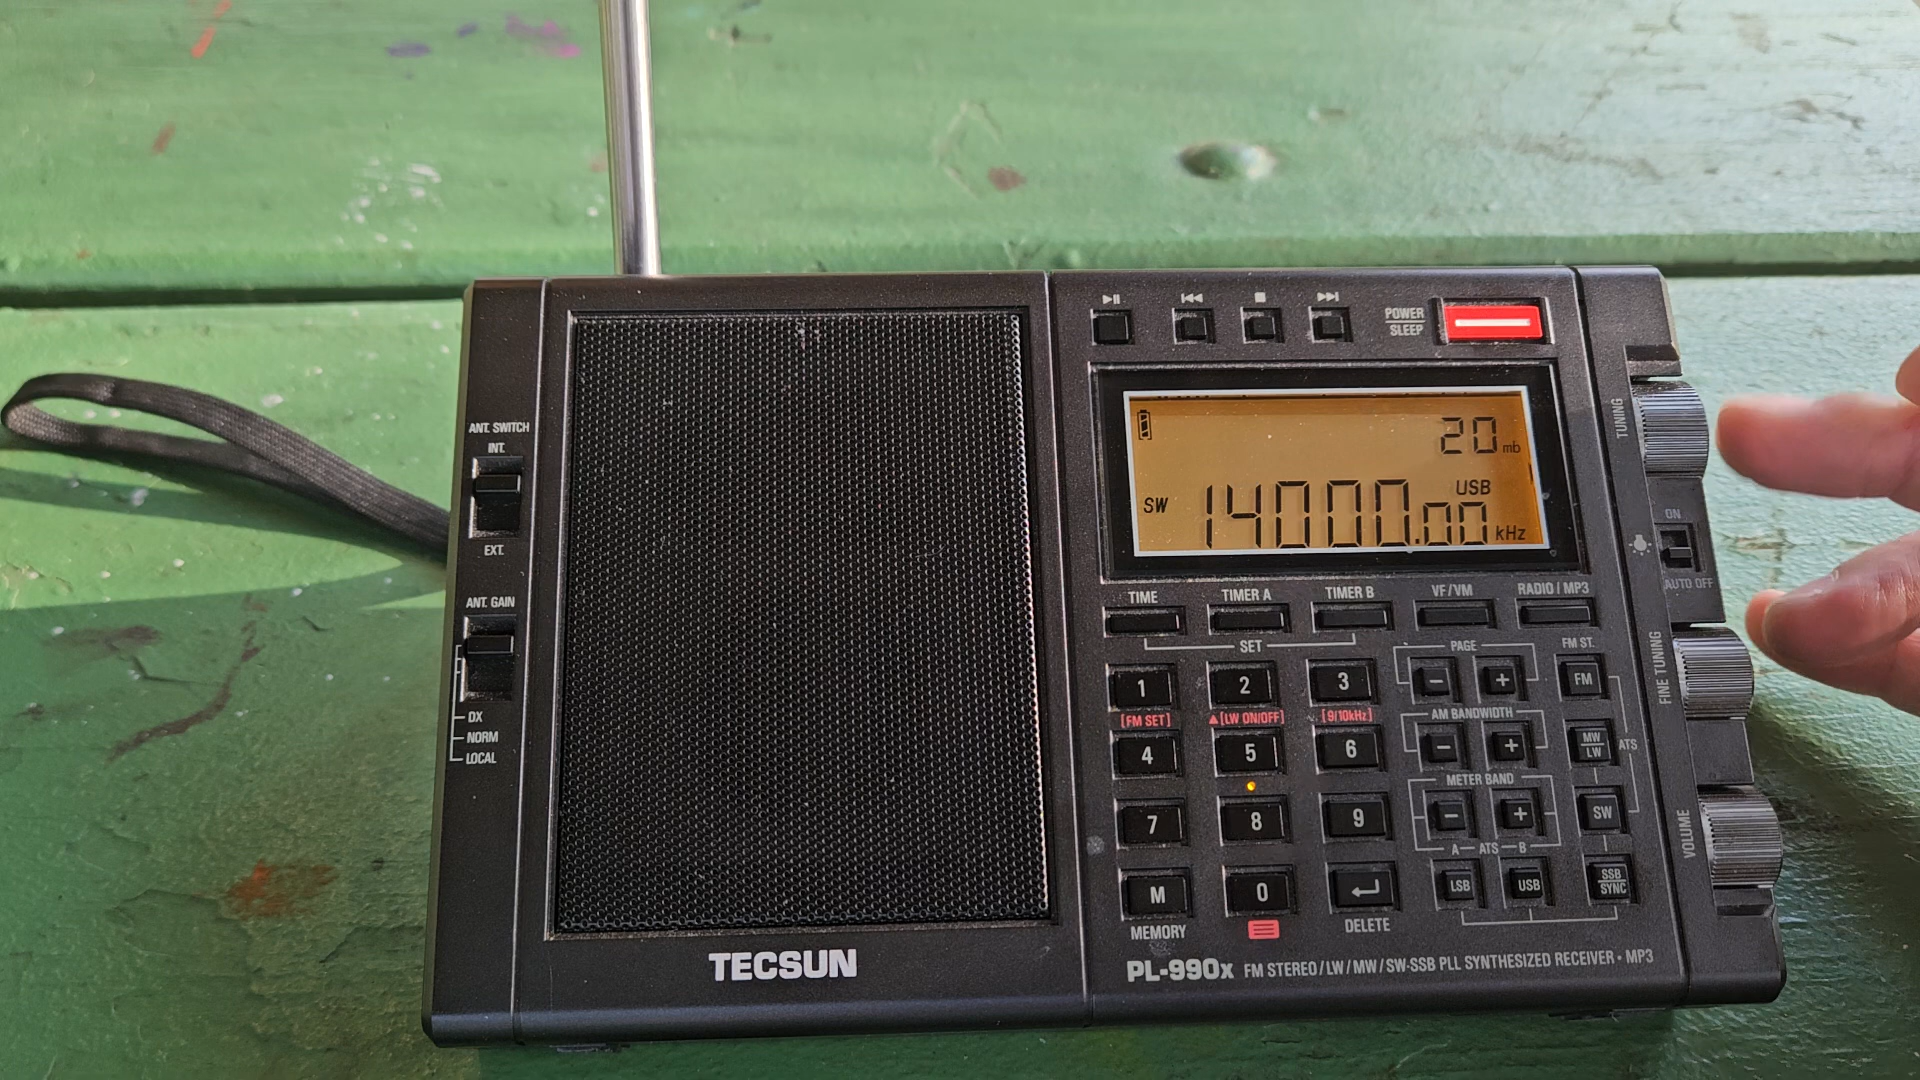 POWER
SLEEP
ANT. SWITCH
INT.
EXT.
ANT. GAIN
DX
NORM
LOCAL
20 mb
SW 14000.00 USB kHz
TUNING
ON
AUTO OFF
FINE TUNING
VOLUME
TIME TIMER A TIMER B VF/VM RADIO/MP3
SET
PAGE FM ST.
1 2 3 - + FM
[FM SET] [LW ON/OFF] [9/10kHz] AM BANDWIDTH
4 5 6 - + MW LW ATS
METER BAND
7 8 9 - + SW
A ATS B
M 0 LSB USB SSB SYNC
MEMORY DELETE
TECSUN
PL-990x FM STEREO/LW/MW/SW-SSB PLL SYNTHESIZED RECEIVER • MP3